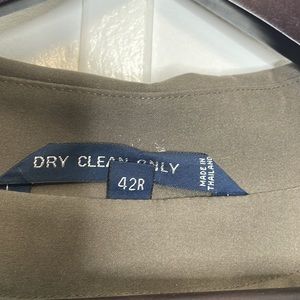 DRY CLEAN ONLY
42R
MADE IN
THAILAND